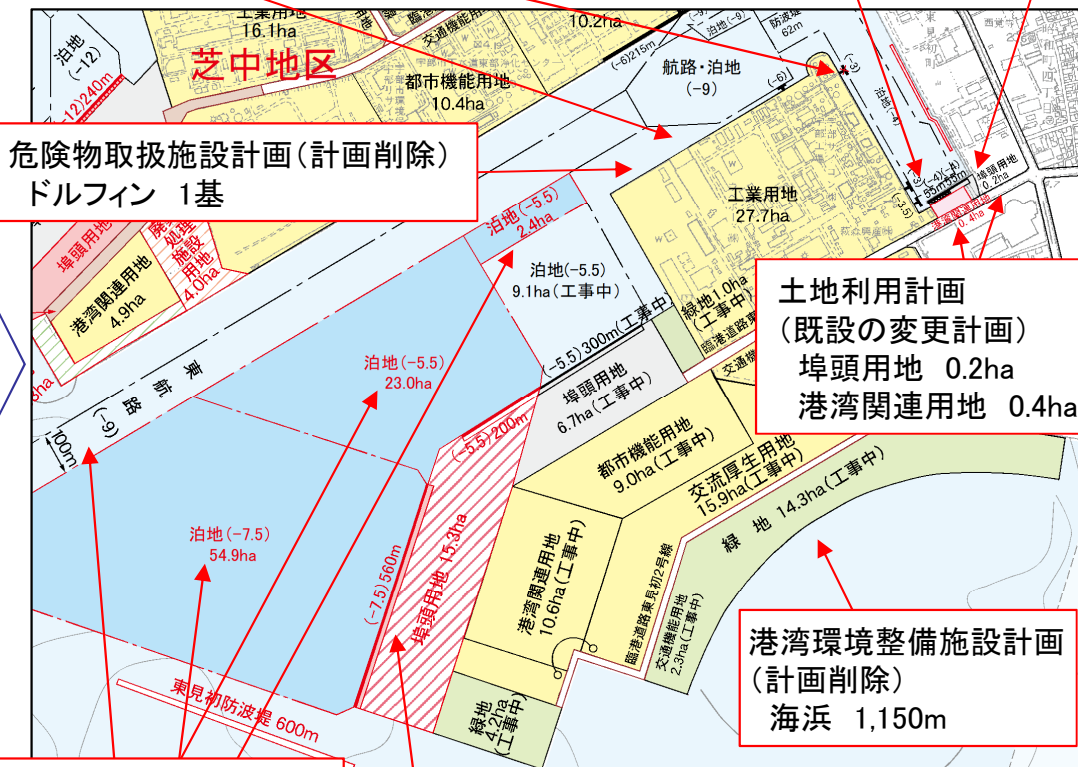 工業用地
16.1ha
10.2ha
泊地
(-12)
(-12)240m
芝中地区
都市機能用地
10.4ha
交通機能用地
(-6)215m
泊地(-9)
防波堤
62m
航路・泊地
(-9)
(-6)
(-3)
泊地(-4)
西覚寺
危険物取扱施設計画(計画削除)
ドルフィン 1基
埠頭用地
処理
施設
用地
4.0ha
港湾関連用地
4.9ha
泊地(-5.5)
2.4ha
泊地(-5.5)
9.1ha(工事中)
工業用地
27.7ha
(-4)(-4)
55m55m
(-3.5)
埠頭用地
0.2ha
港湾関連用地
0.4ha
緑地1.0ha
(工事中)
土地利用計画
(既設の変更計画)
埠頭用地 0.2ha
港湾関連用地 0.4ha
泊地(-5.5)
23.0ha
(-5.5)300m(工事中)
(-5.5)200m
埠頭用地
6.7ha(工事中)
東航路
(-9)
100m
都市機能用地
9.0ha(工事中)
交流厚生用地
15.9ha(工事中)
緑地 14.3ha(工事中)
泊地(-7.5)
54.9ha
(-7.5)560m
埠頭用地 15.3ha
港湾関連用地
10.6ha(工事中)
臨港道路東見初2号線
交通機能用地
2.3ha(工事中)
港湾環境整備施設計画
(計画削除)
海浜 1,150m
東見初防波堤 600m
緑地
4.2ha
(工事中)